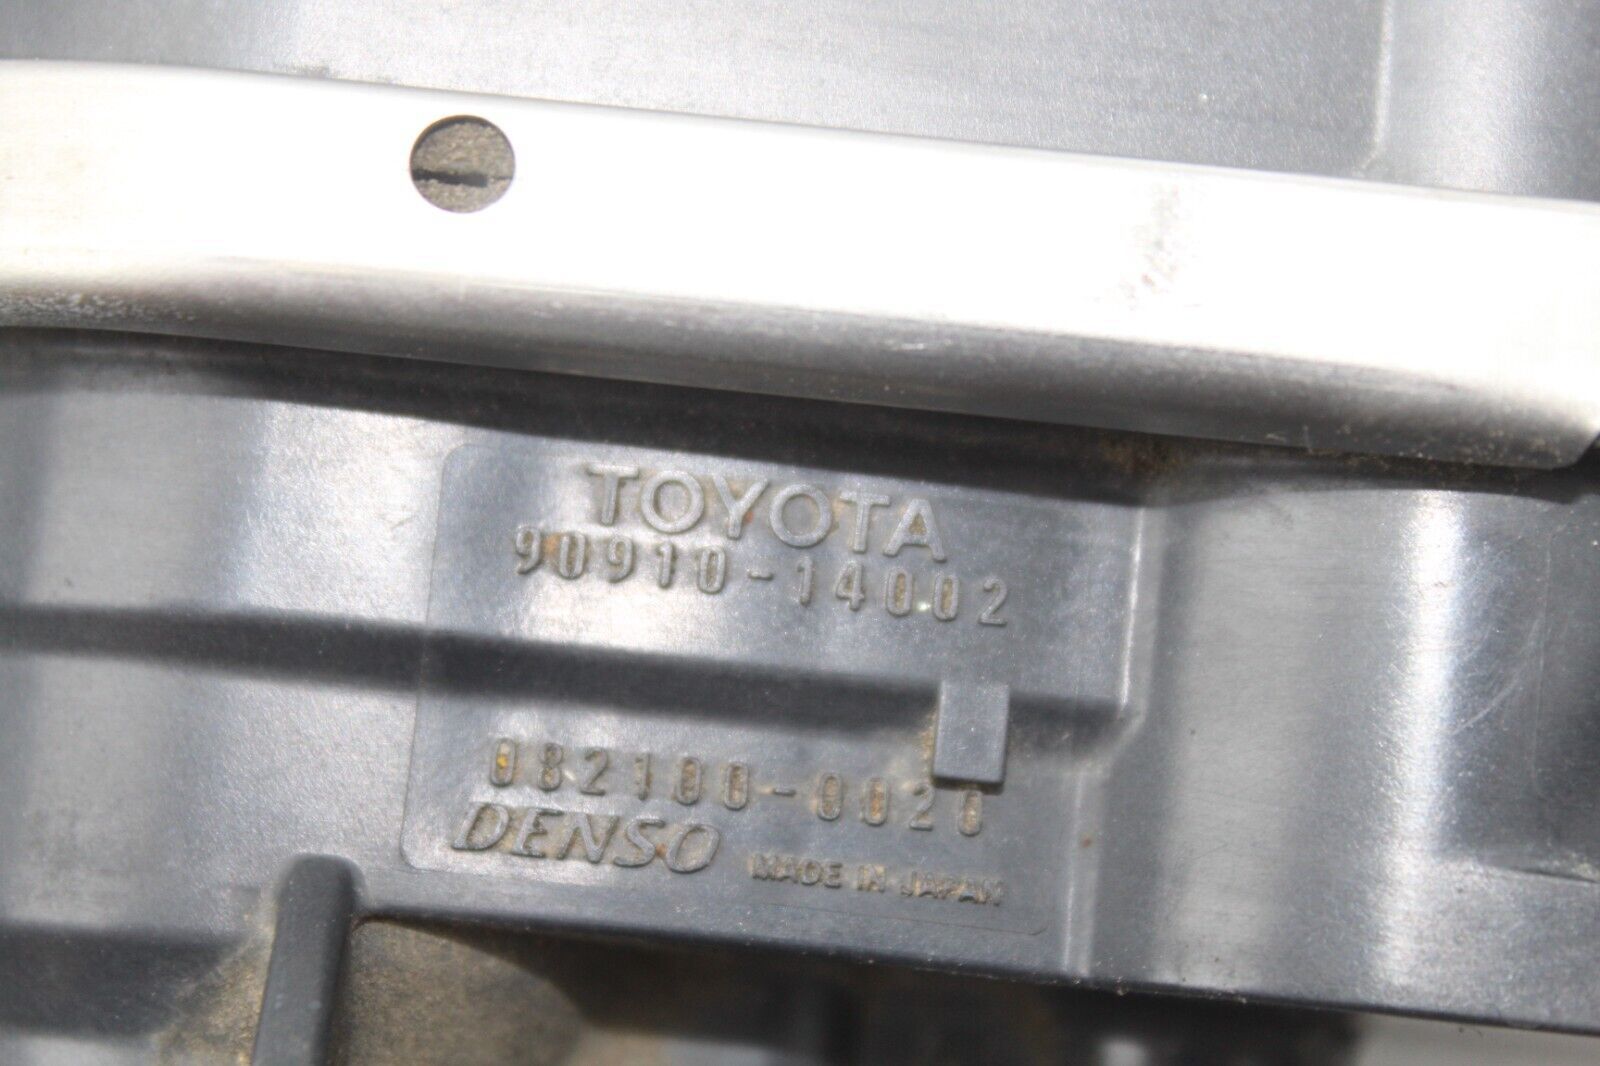 TOYOTA
90910-14002
082100-0020
DENSO MADE IN JAPAN